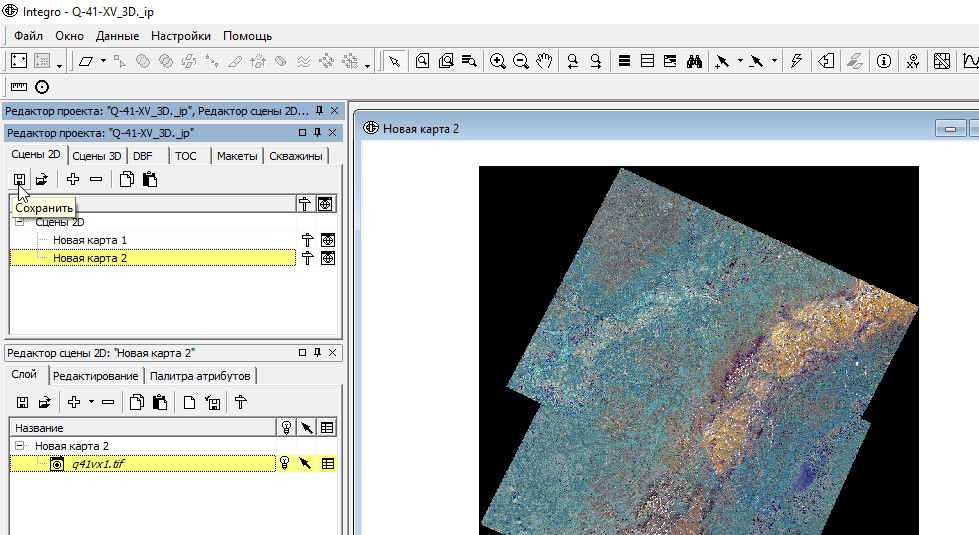 Integro - Q-41-XV_3D._ip
Файл Окно Данные Настройки Помощь
Редактор проекта: "Q-41-XV_3D._ip", Редактор сцены 2D...
Редактор проекта: "Q-41-XV_3D._ip"
Сцены 2D Сцены 3D DBF TOC Макеты Скважины
Сохранить
Сцены 2D
Новая карта 1
Новая карта 2
Редактор сцены 2D: "Новая карта 2"
Слой Редактирование Палитра атрибутов
Название
Новая карта 2
q41vx1.tif
Новая карта 2